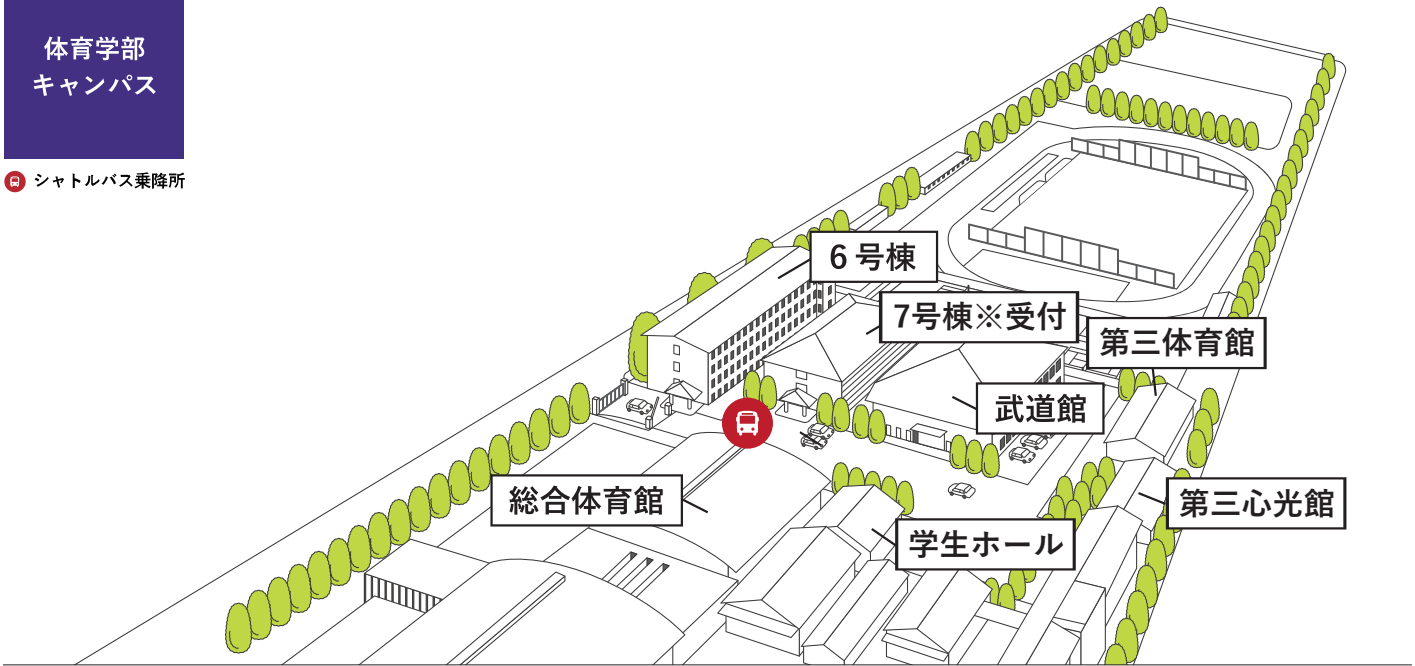 体育学部
キャンパス
シャトルバス乗降所
6号棟
7号棟※受付
第三体育館
武道館
総合体育館
第三心光館
学生ホール